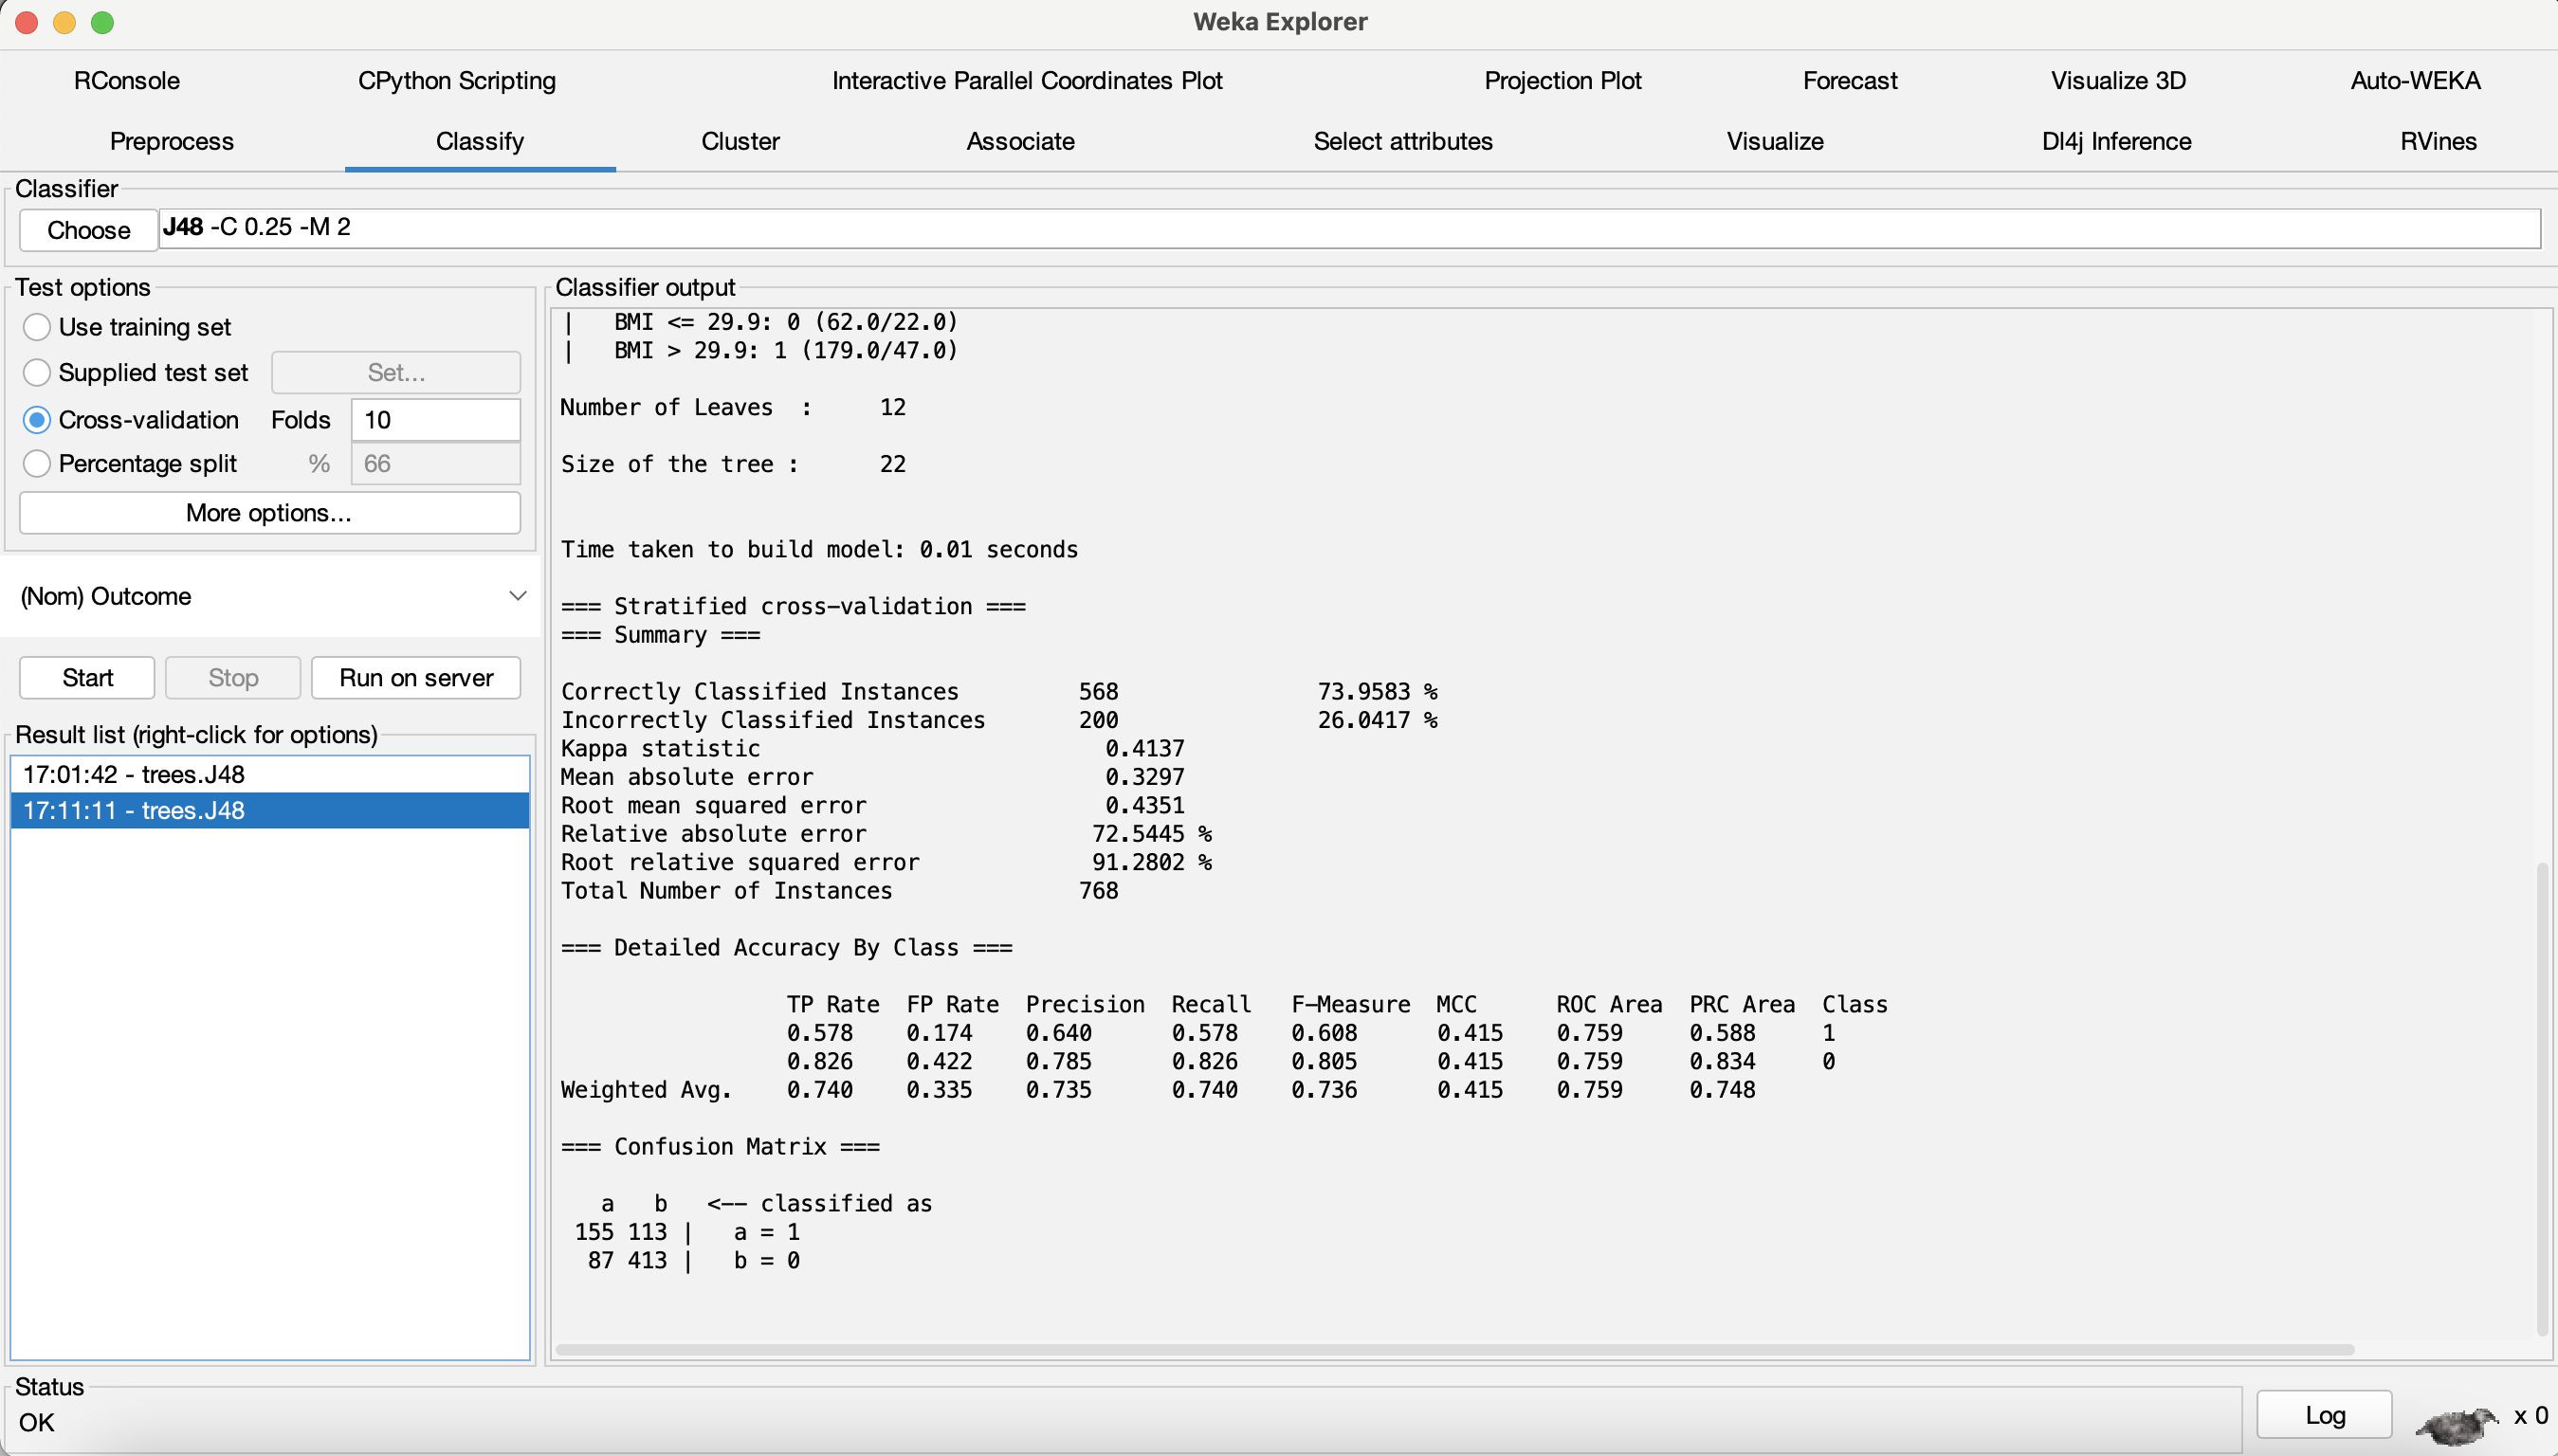 Weka Explorer
RConsole CPython Scripting Interactive Parallel Coordinates Plot Projection Plot Forecast Visualize 3D Auto-WEKA
Preprocess Classify Cluster Associate Select attributes Visualize Dl4j Inference RVines
Classifier
Choose J48 -C 0.25 -M 2
Test options
Use training set
Supplied test set Set...
Cross-validation Folds 10
Percentage split % 66
More options...
(Nom) Outcome
Start Stop Run on server
Result list (right-click for options)
17:01:42 - trees.J48
17:11:11 - trees.J48
Classifier output
|   BMI <= 29.9: 0 (62.0/22.0)
|   BMI > 29.9: 1 (179.0/47.0)
Number of Leaves  :     12
Size of the tree :      22
Time taken to build model: 0.01 seconds
=== Stratified cross-validation ===
=== Summary ===
Correctly Classified Instances         568               73.9583 %
Incorrectly Classified Instances       200               26.0417 %
Kappa statistic                          0.4137
Mean absolute error                      0.3297
Root mean squared error                  0.4351
Relative absolute error                 72.5445 %
Root relative squared error             91.2802 %
Total Number of Instances              768
=== Detailed Accuracy By Class ===
                 TP Rate  FP Rate  Precision  Recall   F-Measure  MCC      ROC Area  PRC Area  Class
                 0.578    0.174    0.640      0.578    0.608      0.415    0.759     0.588     1
                 0.826    0.422    0.785      0.826    0.805      0.415    0.759     0.834     0
Weighted Avg.    0.740    0.335    0.735      0.740    0.736      0.415    0.759     0.748
=== Confusion Matrix ===
   a   b   <-- classified as
 155 113 |   a = 1
  87 413 |   b = 0
Status
OK
Log x 0